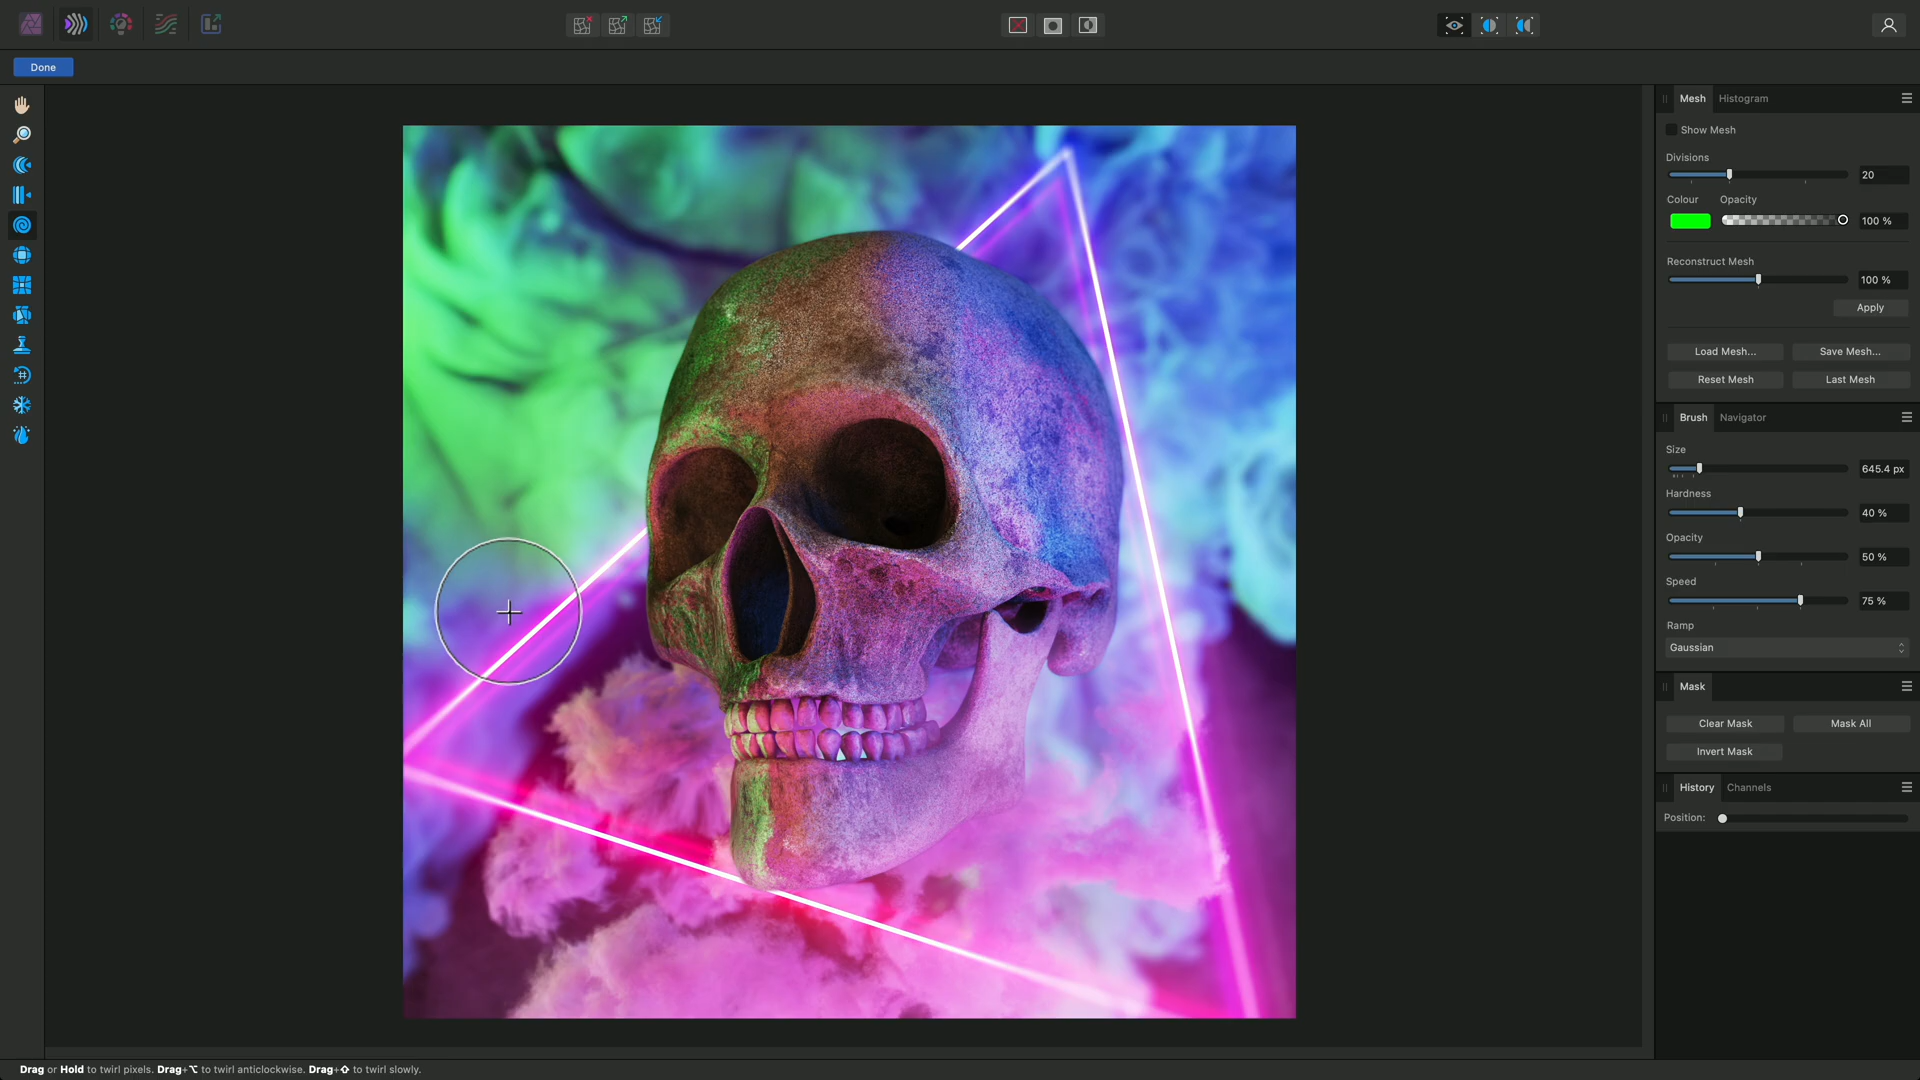 Done
Mesh Histogram
Show Mesh
Divisions
20
Colour Opacity
100 %
Reconstruct Mesh
100 %
Apply
Load Mesh... Save Mesh...
Reset Mesh Last Mesh
Brush Navigator
Size
645.4 px
Hardness
40 %
Opacity
50 %
Speed
75 %
Ramp
Gaussian
Mask
Clear Mask Mask All
Invert Mask
History Channels
Position:
Drag or Hold to twirl pixels. Drag+⌥ to twirl anticlockwise. Drag+⇧ to twirl slowly.